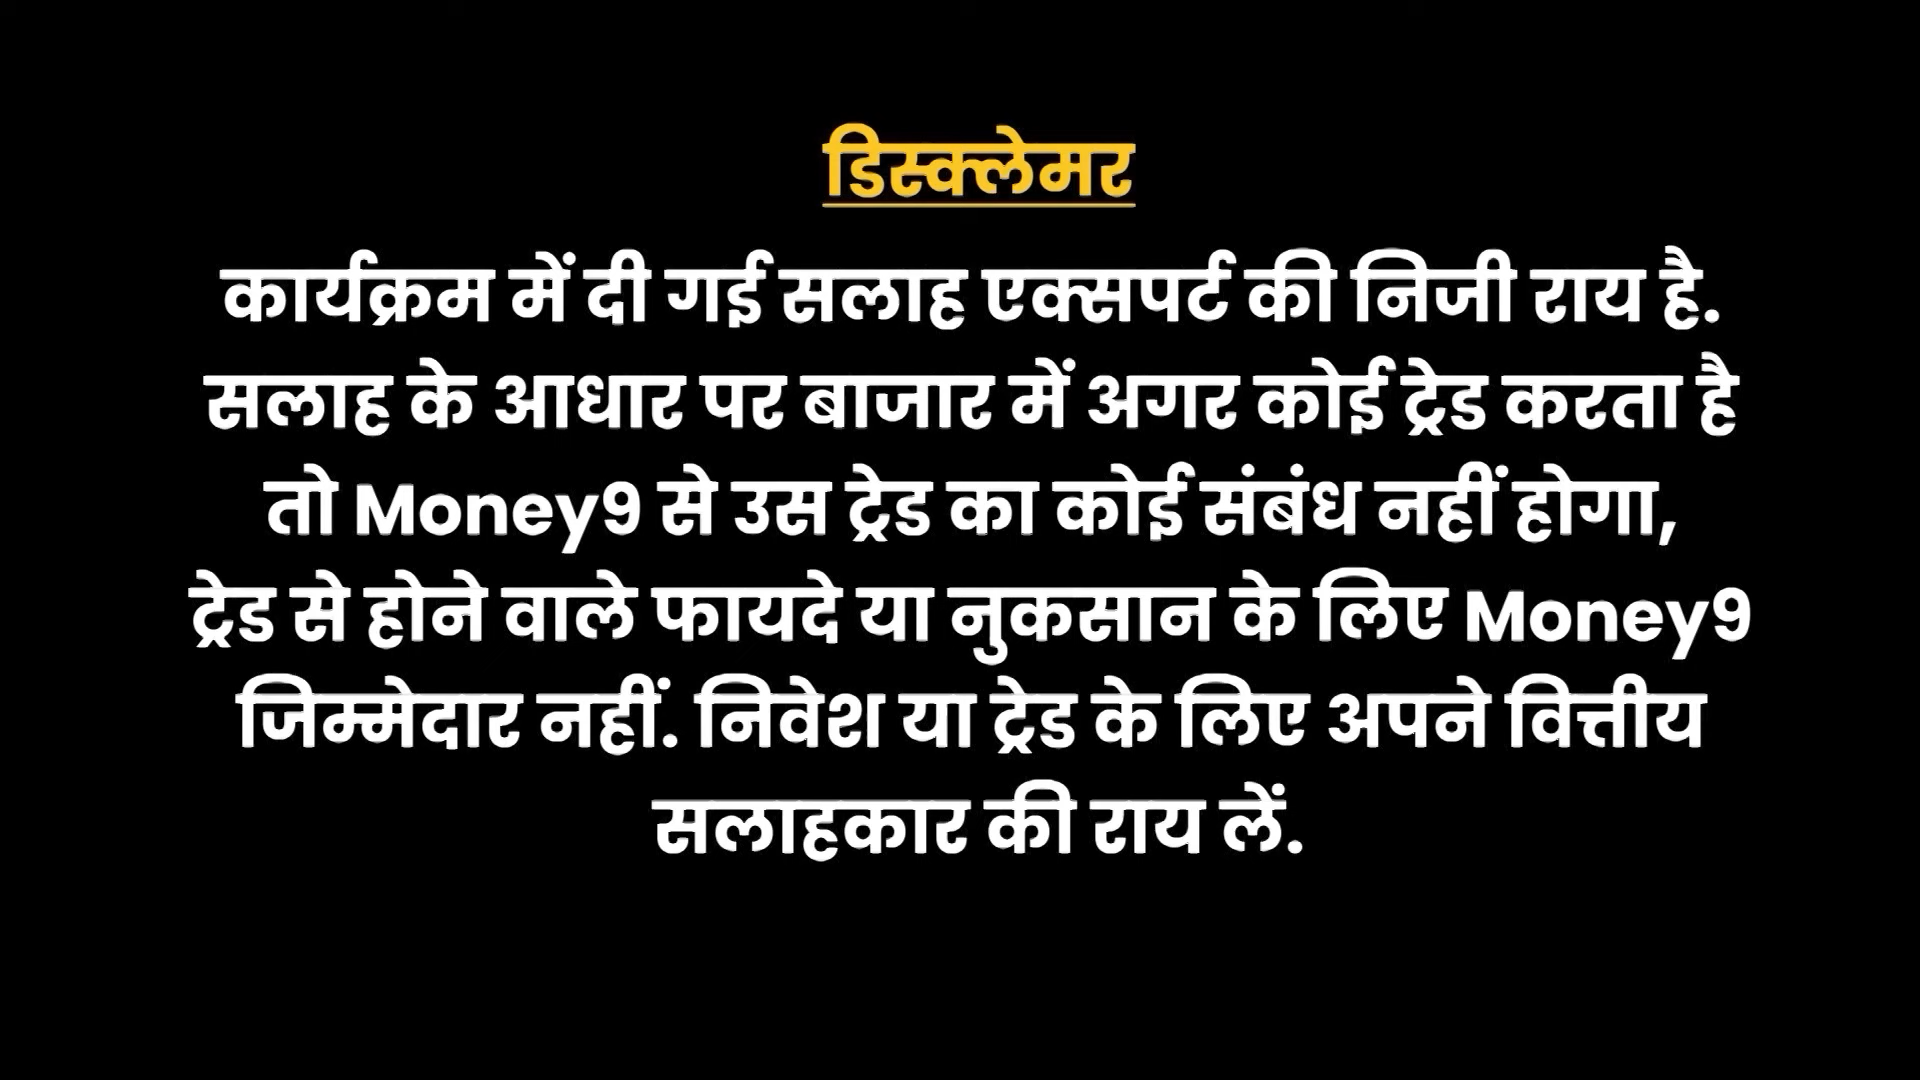 डिस्क्लेमर
कार्यक्रम में दी गई सलाह एक्सपर्ट की निजी राय है.
सलाह के आधार पर बाजार में अगर कोई ट्रेड करता है
तो Money9 से उस ट्रेड का कोई संबंध नहीं होगा,
ट्रेड से होने वाले फायदे या नुकसान के लिए Money9
जिम्मेदार नहीं. निवेश या ट्रेड के लिए अपने वित्तीय
सलाहकार की राय लें.